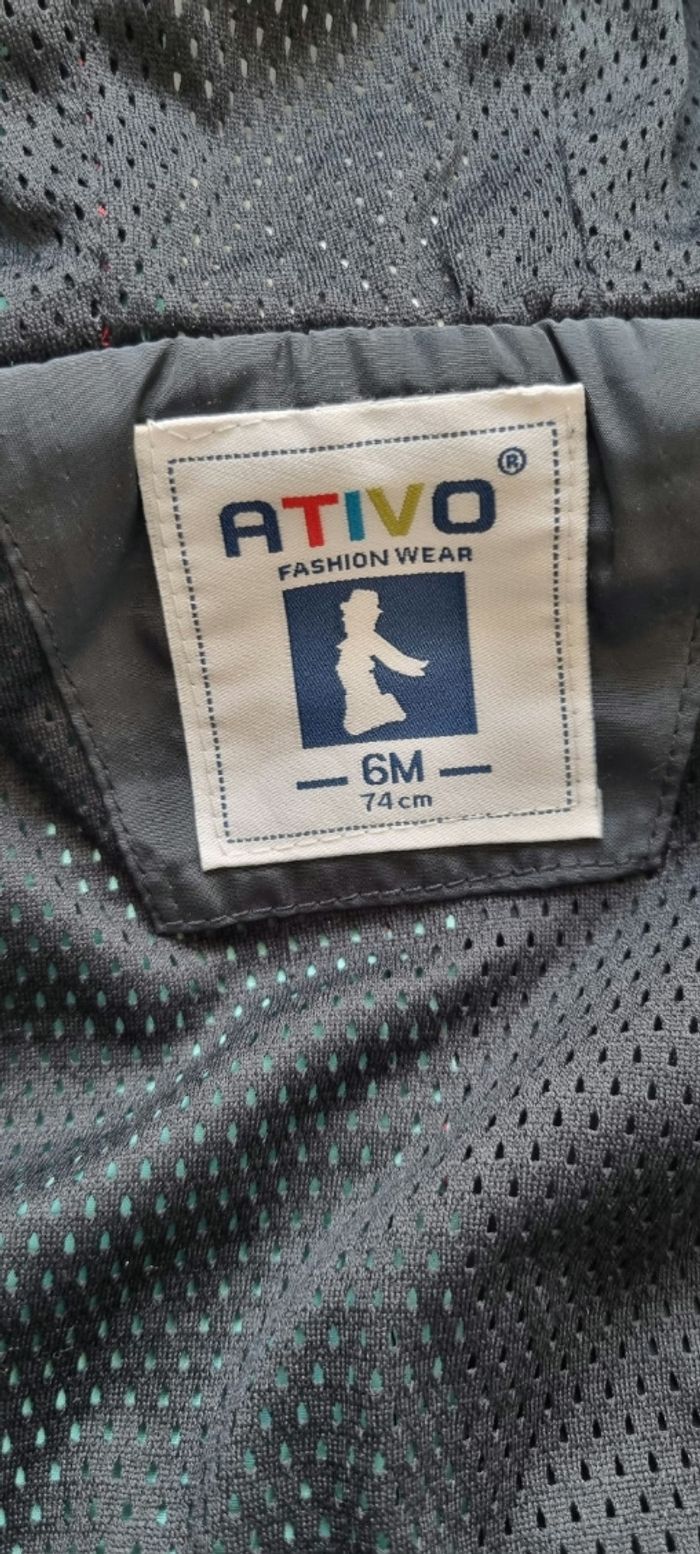 ATIVO ®
FASHION WEAR
6M
74cm